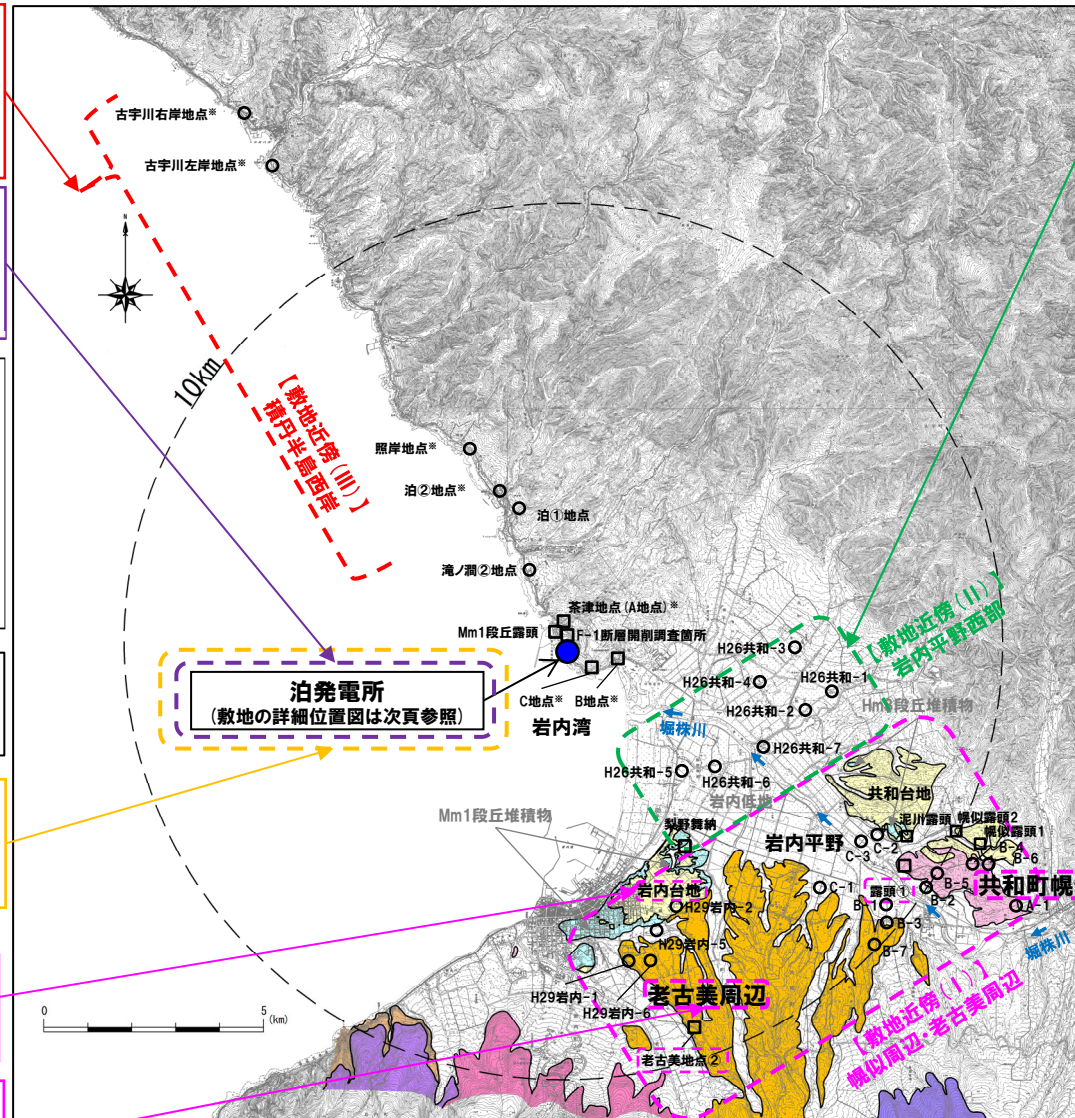 古宇川右岸地点※
古宇川左岸地点※
N
10km
【敷地近傍(Ⅲ)】
積丹半島西岸
照岸地点※
泊②地点※
泊①地点
滝ノ澗②地点
茶津地点(A地点)※
Mm1段丘露頭
F-1断層開削調査箇所
泊発電所
(敷地の詳細位置図は次頁参照)
C地点※
B地点※
岩内湾
【敷地近傍(Ⅱ)】
岩内平野西部
H26共和-3
H26共和-4
H26共和-1
H26共和-2
Hm3段丘堆積物
堀株川
H26共和-7
H26共和-5
H26共和-6
岩内低地
共和台地
Mm1段丘堆積物
梨野舞納
岩内平野
泥川露頭
幌似露頭2
幌似露頭1
C-2
C-3
B-4
B-6
岩内台地
C-1
露頭①
B-5
共和町幌
H29岩内-2
B-1
B-2
A-1
B-3
H29岩内-5
B-7
堀株川
H29岩内-1
H29岩内-6
老古美周辺
老古美地点②
【敷地近傍(Ⅰ)】
幌似周辺・老古美周辺
0
5
(km)